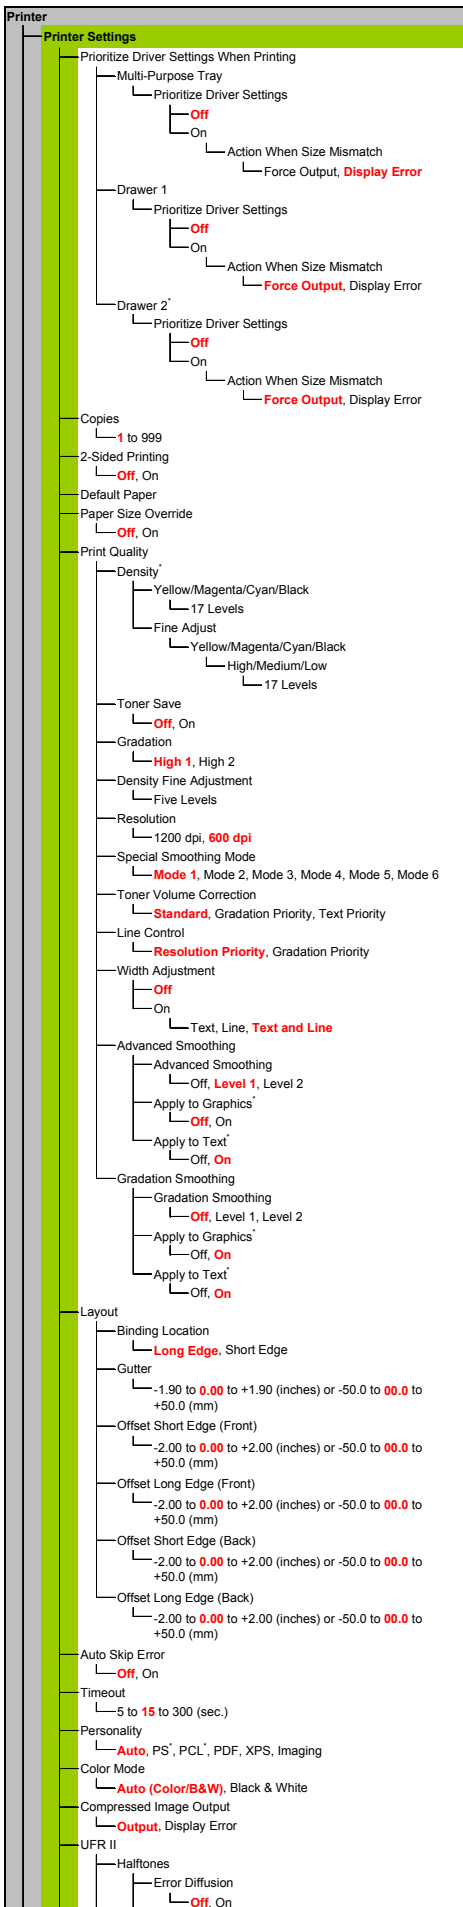 Printer
Printer Settings
Prioritize Driver Settings When Printing
Multi-Purpose Tray
Prioritize Driver Settings
Off
On
Action When Size Mismatch
Force Output, Display Error
Drawer 1
Prioritize Driver Settings
Off
On
Action When Size Mismatch
Force Output, Display Error
Drawer 2*
Prioritize Driver Settings
Off
On
Action When Size Mismatch
Force Output, Display Error
Copies
1 to 999
2-Sided Printing
Off, On
Default Paper
Paper Size Override
Off, On
Print Quality
Density*
Yellow/Magenta/Cyan/Black
17 Levels
Fine Adjust
Yellow/Magenta/Cyan/Black
High/Medium/Low
17 Levels
Toner Save
Off, On
Gradation
High 1, High 2
Density Fine Adjustment
Five Levels
Resolution
1200 dpi, 600 dpi
Special Smoothing Mode
Mode 1, Mode 2, Mode 3, Mode 4, Mode 5, Mode 6
Toner Volume Correction
Standard, Gradation Priority, Text Priority
Line Control
Resolution Priority, Gradation Priority
Width Adjustment
Off
On
Text, Line, Text and Line
Advanced Smoothing
Advanced Smoothing
Off, Level 1, Level 2
Apply to Graphics*
Off, On
Apply to Text*
Off, On
Gradation Smoothing
Gradation Smoothing
Off, Level 1, Level 2
Apply to Graphics*
Off, On
Apply to Text*
Off, On
Layout
Binding Location
Long Edge, Short Edge
Gutter
-1.90 to 0.00 to +1.90 (inches) or -50.0 to 00.0 to
+50.0 (mm)
Offset Short Edge (Front)
-2.00 to 0.00 to +2.00 (inches) or -50.0 to 00.0 to
+50.0 (mm)
Offset Long Edge (Front)
-2.00 to 0.00 to +2.00 (inches) or -50.0 to 00.0 to
+50.0 (mm)
Offset Short Edge (Back)
-2.00 to 0.00 to +2.00 (inches) or -50.0 to 00.0 to
+50.0 (mm)
Offset Long Edge (Back)
-2.00 to 0.00 to +2.00 (inches) or -50.0 to 00.0 to
+50.0 (mm)
Auto Skip Error
Off, On
Timeout
5 to 15 to 300 (sec.)
Personality
Auto, PS*, PCL*, PDF, XPS, Imaging
Color Mode
Auto (Color/B&W), Black & White
Compressed Image Output
Output, Display Error
UFR II
Halftones
Error Diffusion
Off, On